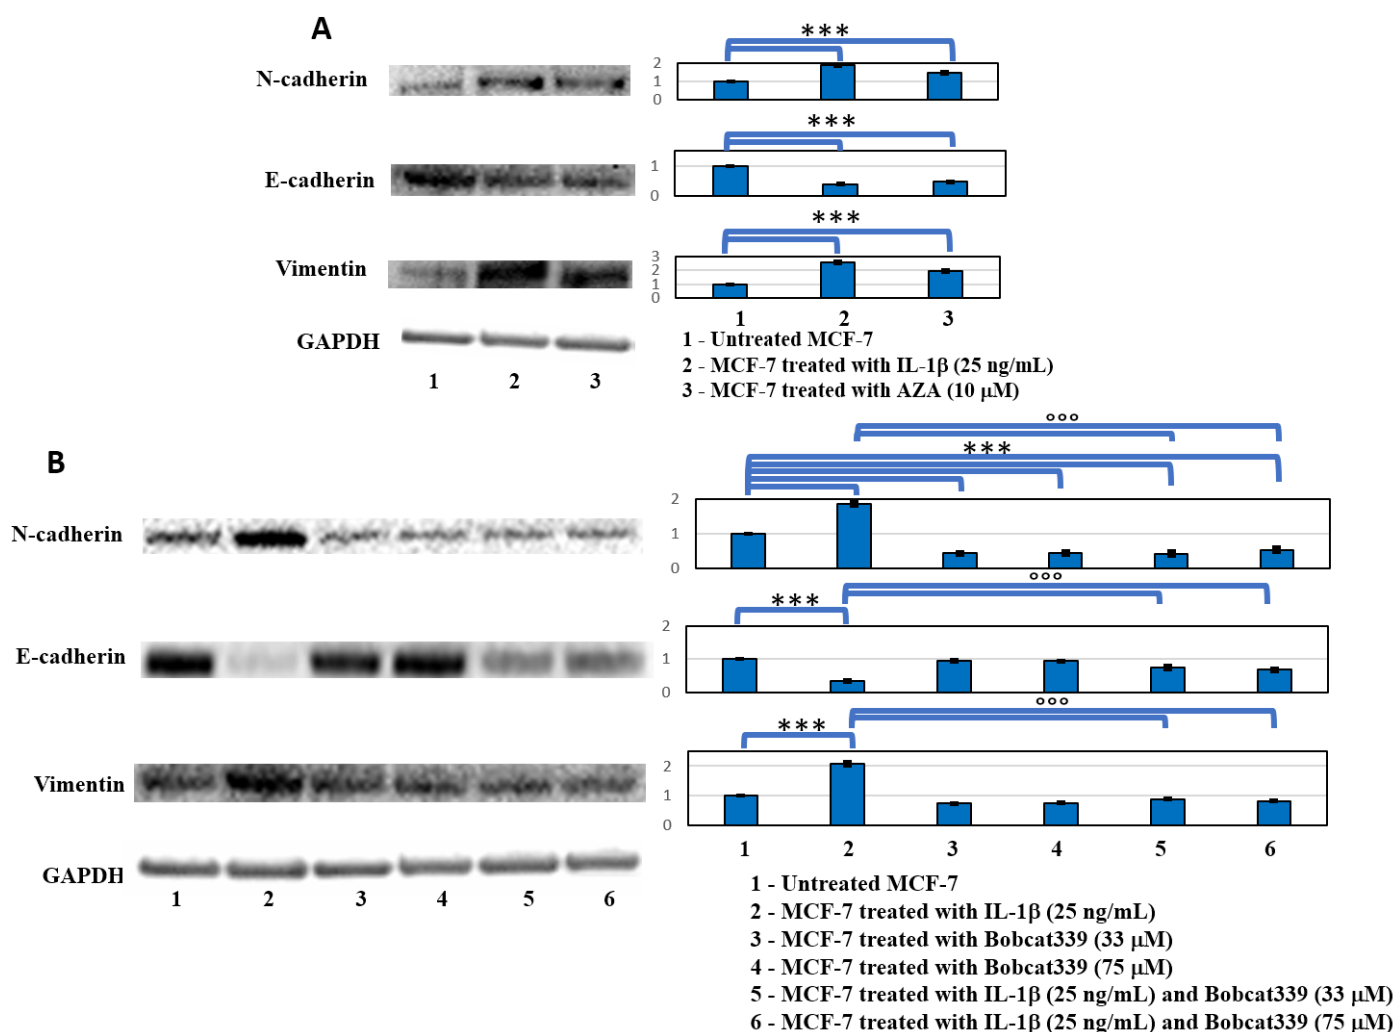 A
N-cadherin
***
2
1
0
E-cadherin
***
1
0
Vimentin
***
3
2
1
0
GAPDH
1 2 3
1 2 3
1 - Untreated MCF-7
2 - MCF-7 treated with IL-1β (25 ng/mL)
3 - MCF-7 treated with AZA (10 μM)
B
°°°
***
N-cadherin
2
1
0
°°°
***
E-cadherin
2
1
0
°°°
***
Vimentin
2
1
0
GAPDH
1 2 3 4 5 6
1 2 3 4 5 6
1 - Untreated MCF-7
2 - MCF-7 treated with IL-1β (25 ng/mL)
3 - MCF-7 treated with Bobcat339 (33 μM)
4 - MCF-7 treated with Bobcat339 (75 μM)
5 - MCF-7 treated with IL-1β (25 ng/mL) and Bobcat339 (33 μM)
6 - MCF-7 treated with IL-1β (25 ng/mL) and Bobcat339 (75 μM)